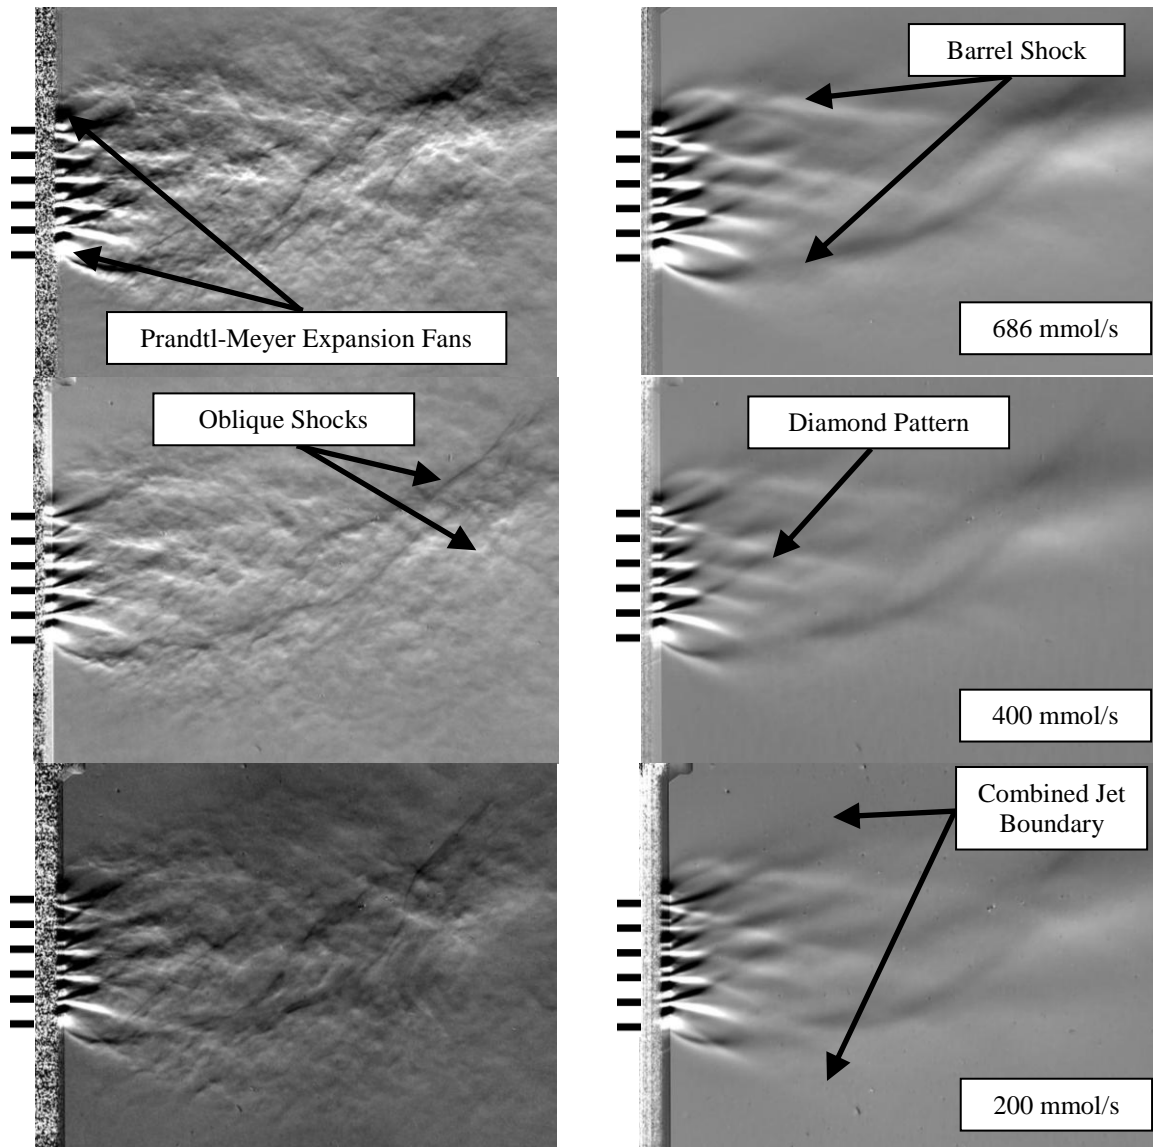 Barrel Shock
Prandtl-Meyer Expansion Fans
686 mmol/s
Oblique Shocks
Diamond Pattern
400 mmol/s
Combined Jet
Boundary
200 mmol/s